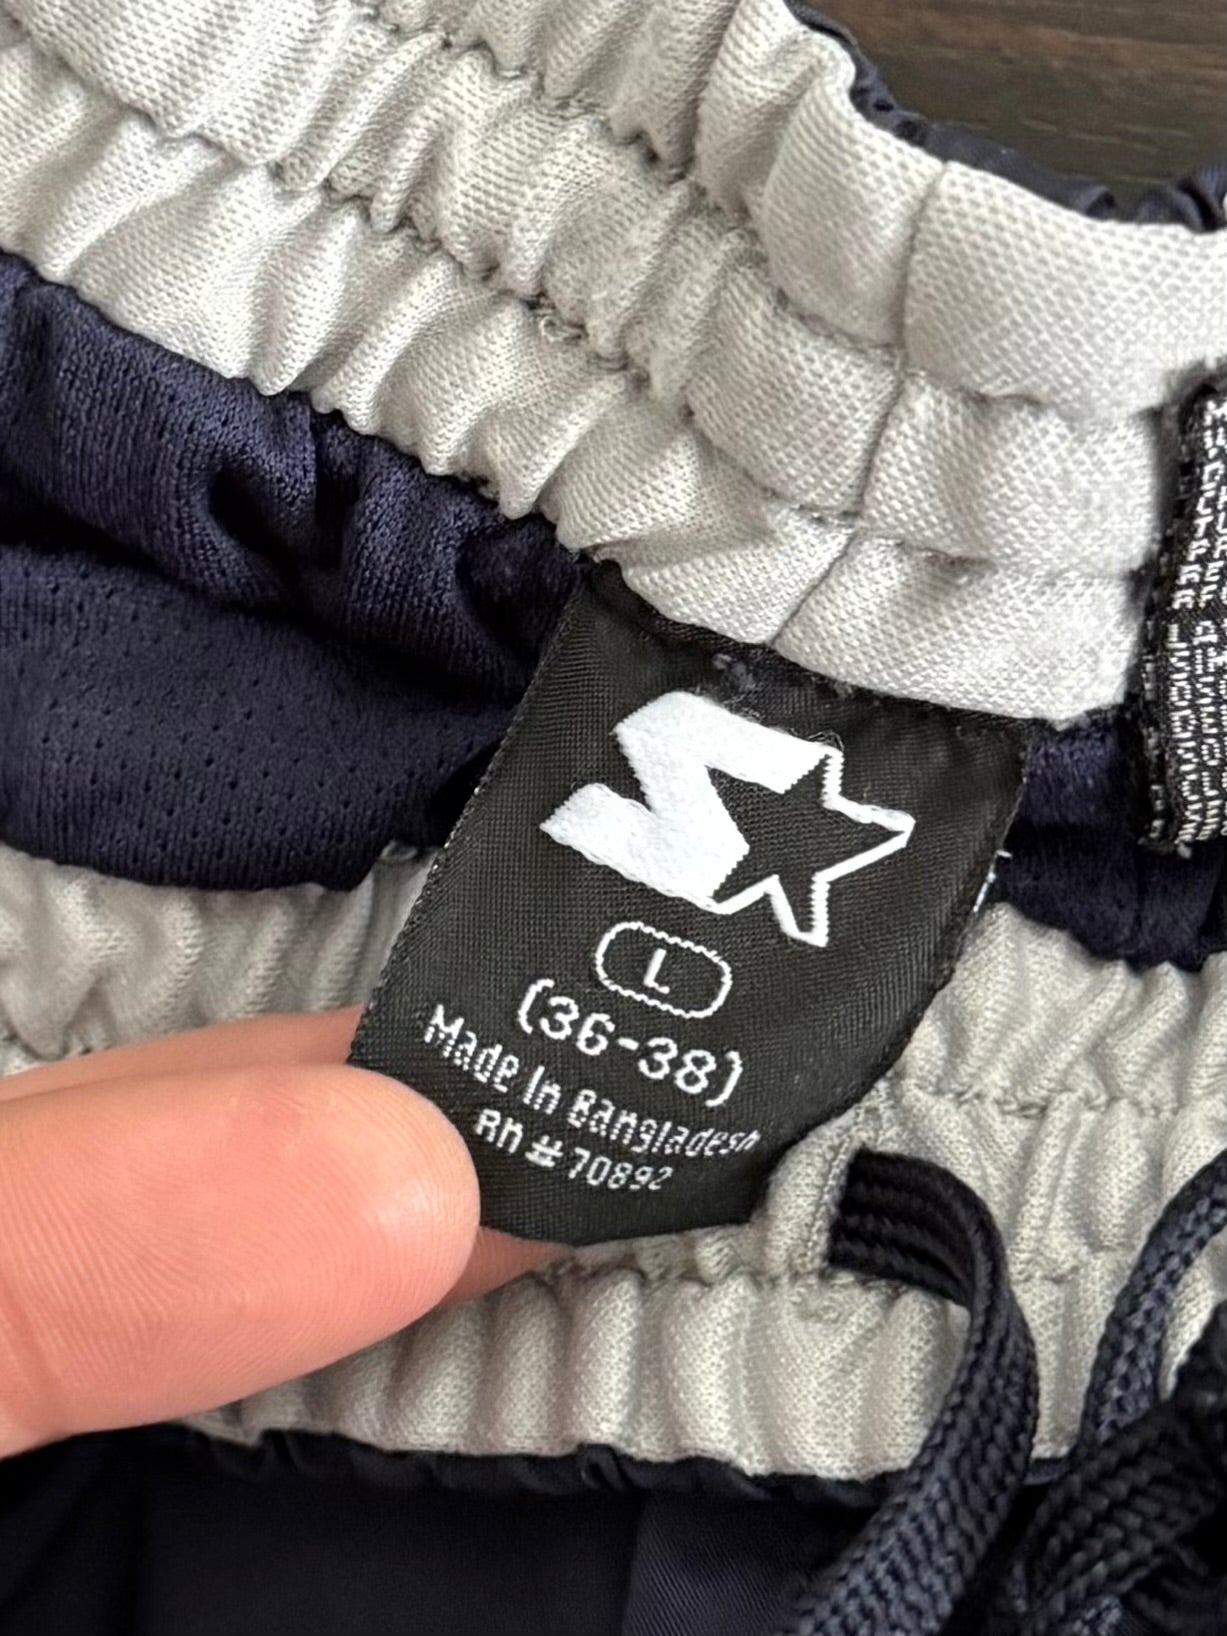 L
(36-38)
Made In Bangladesh
RN # 70892